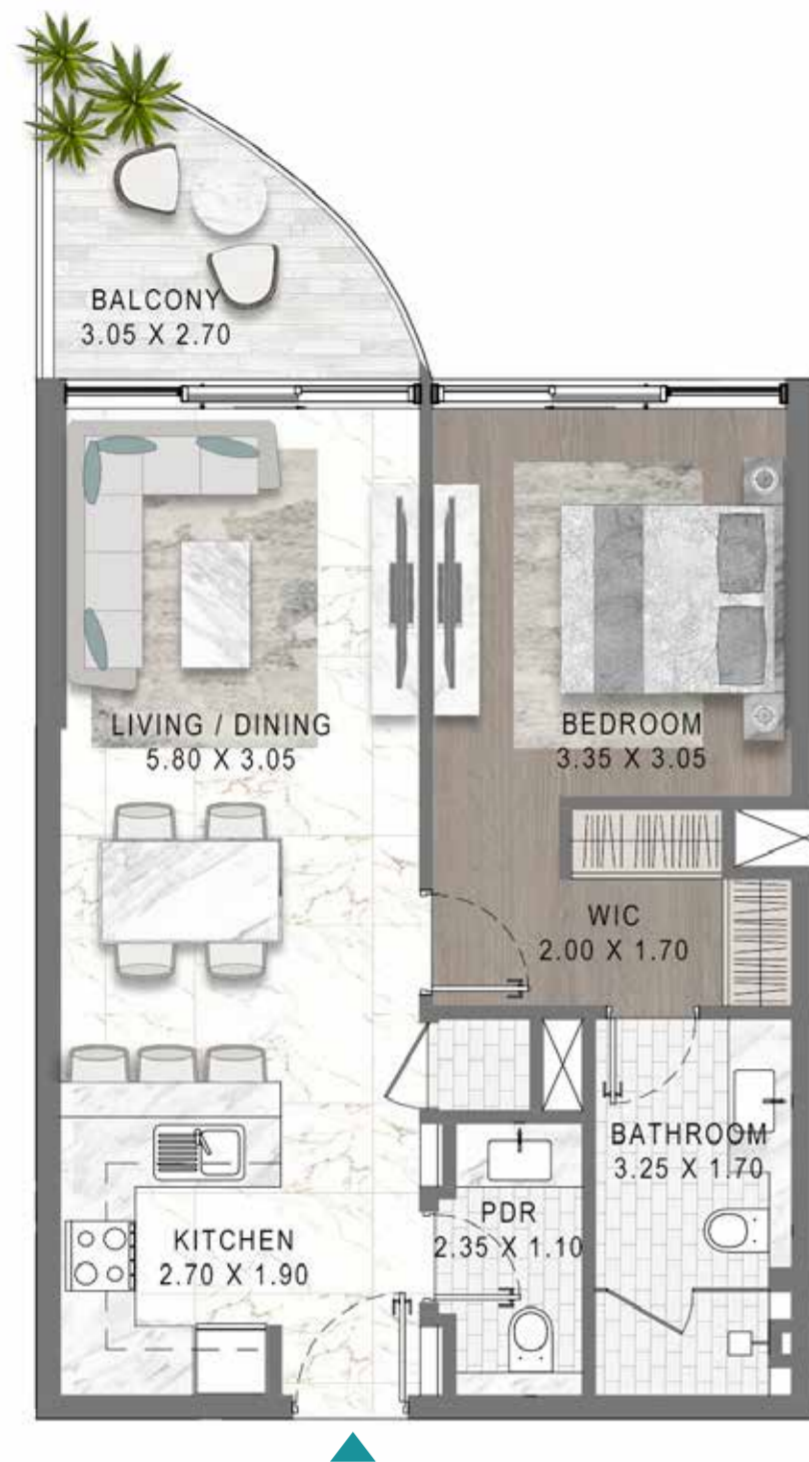 BALCONY
3.05 X 2.70
LIVING / DINING
5.80 X 3.05
BEDROOM
3.35 X 3.05
WIC
2.00 X 1.70
BATHROOM
3.25 X 1.70
PDR
2.35 X 1.10
KITCHEN
2.70 X 1.90